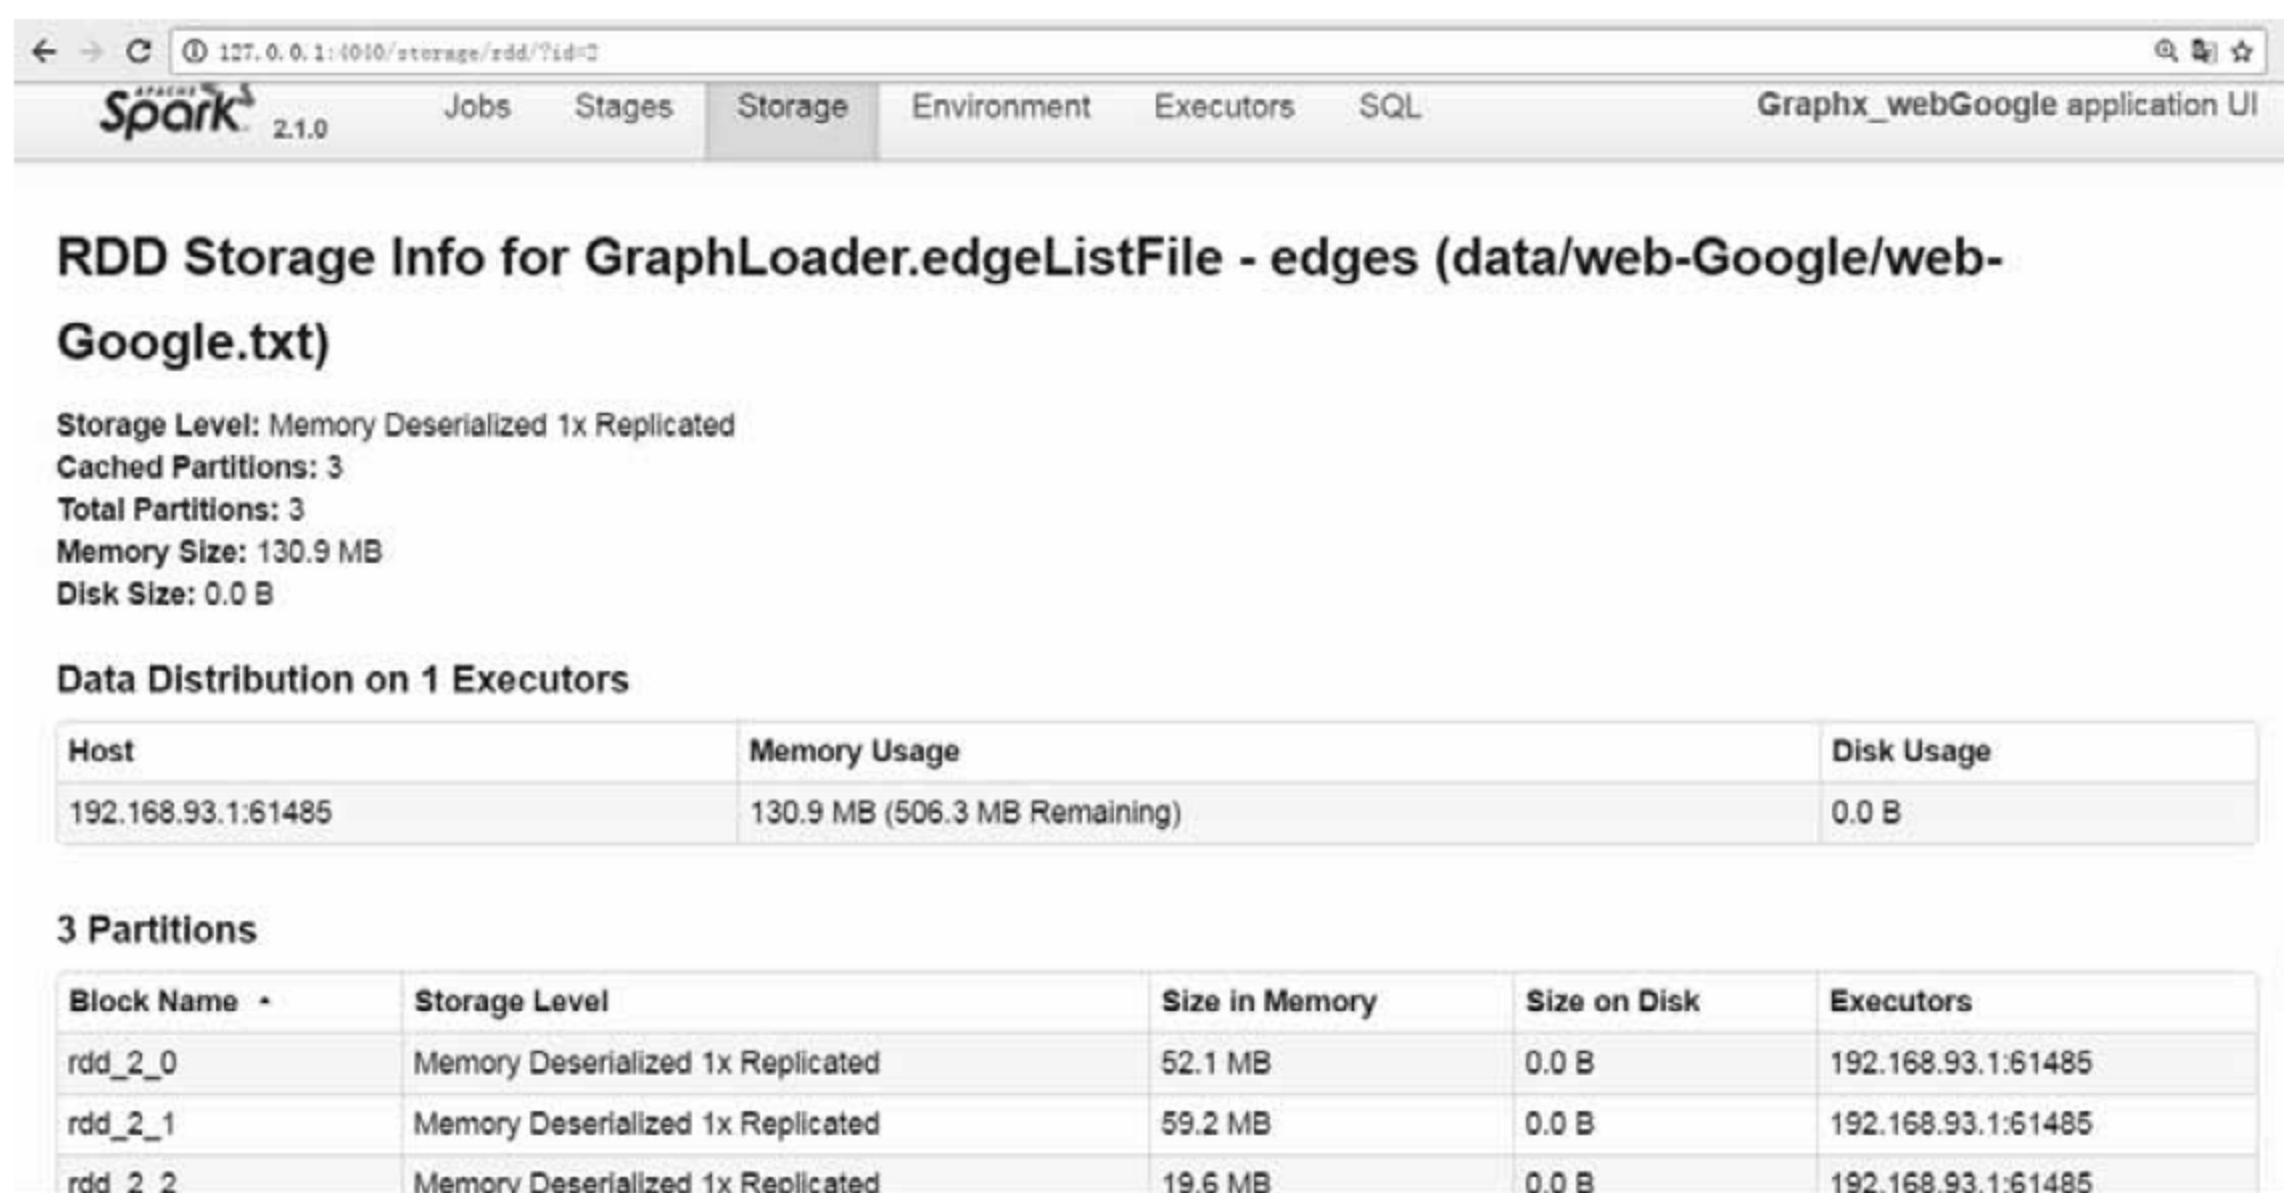 127.0.0.1:4040/storage/rdd/?id=2
APACHE
Spark 2.1.0 Jobs Stages Storage Environment Executors SQL Graphx_webGoogle application UI
RDD Storage Info for GraphLoader.edgeListFile - edges (data/web-Google/web-
Google.txt)
Storage Level: Memory Deserialized 1x Replicated
Cached Partitions: 3
Total Partitions: 3
Memory Size: 130.9 MB
Disk Size: 0.0 B
Data Distribution on 1 Executors
Host Memory Usage Disk Usage
192.168.93.1:61485 130.9 MB (506.3 MB Remaining) 0.0 B
3 Partitions
Block Name Storage Level Size in Memory Size on Disk Executors
rdd_2_0 Memory Deserialized 1x Replicated 52.1 MB 0.0 B 192.168.93.1:61485
rdd_2_1 Memory Deserialized 1x Replicated 59.2 MB 0.0 B 192.168.93.1:61485
rdd_2_2 Memory Deserialized 1x Replicated 19.6 MB 0.0 B 192.168.93.1:61485